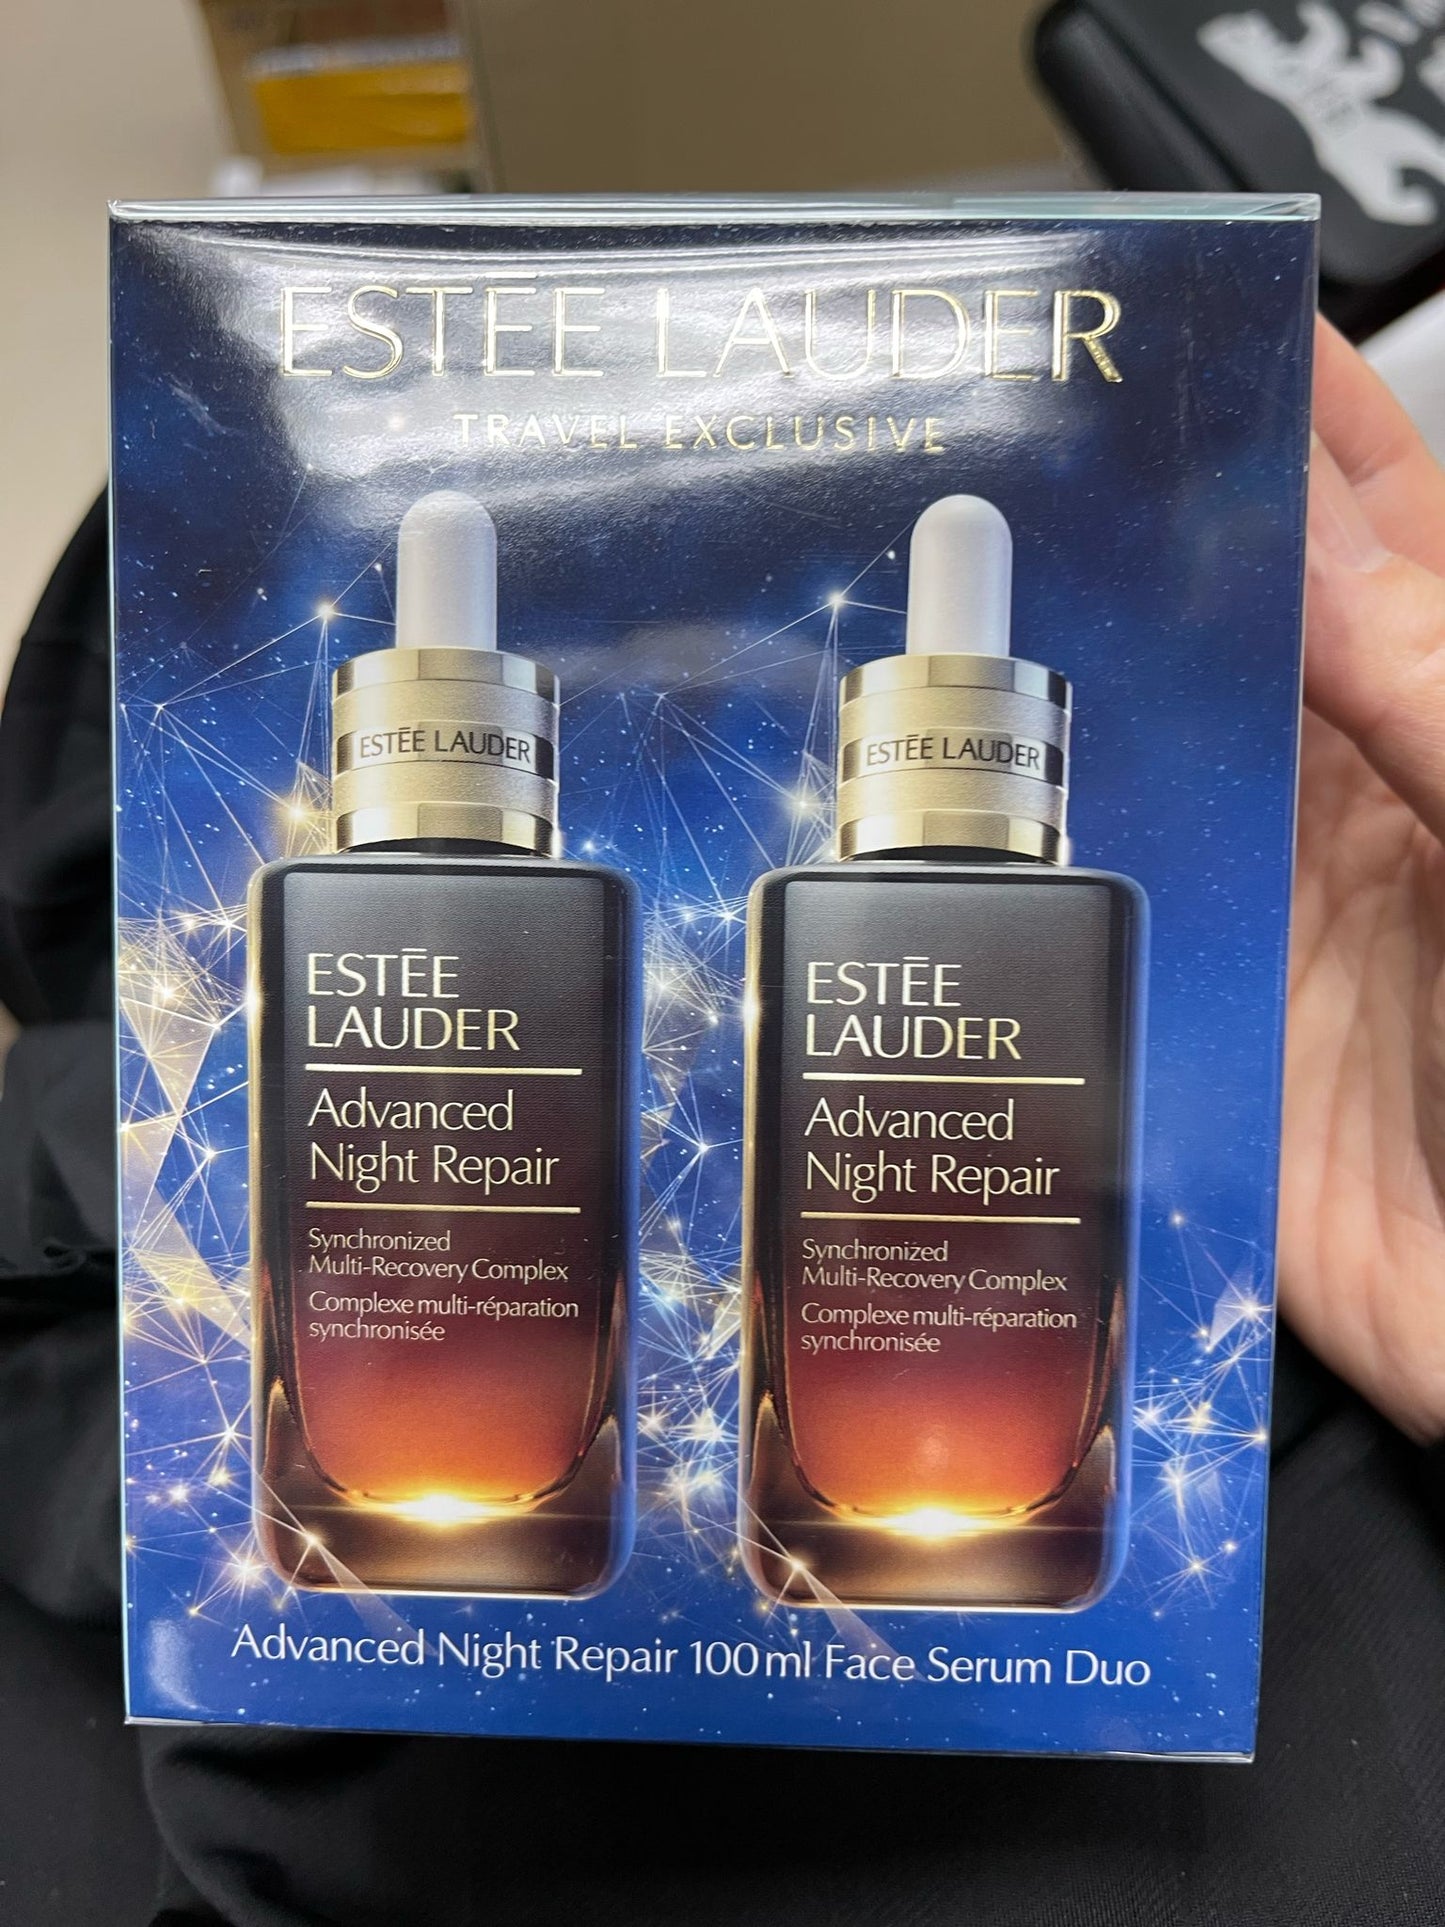 ESTĒE LAUDER
TRAVEL EXCLUSIVE
ESTĒE LAUDER
ESTĒE
LAUDER
Advanced
Night Repair
Synchronized
Multi-Recovery Complex
Complexe multi-réparation
synchronisée
ESTĒE LAUDER
ESTĒE
LAUDER
Advanced
Night Repair
Synchronized
Multi-Recovery Complex
Complexe multi-réparation
synchronisée
Advanced Night Repair 100ml Face Serum Duo